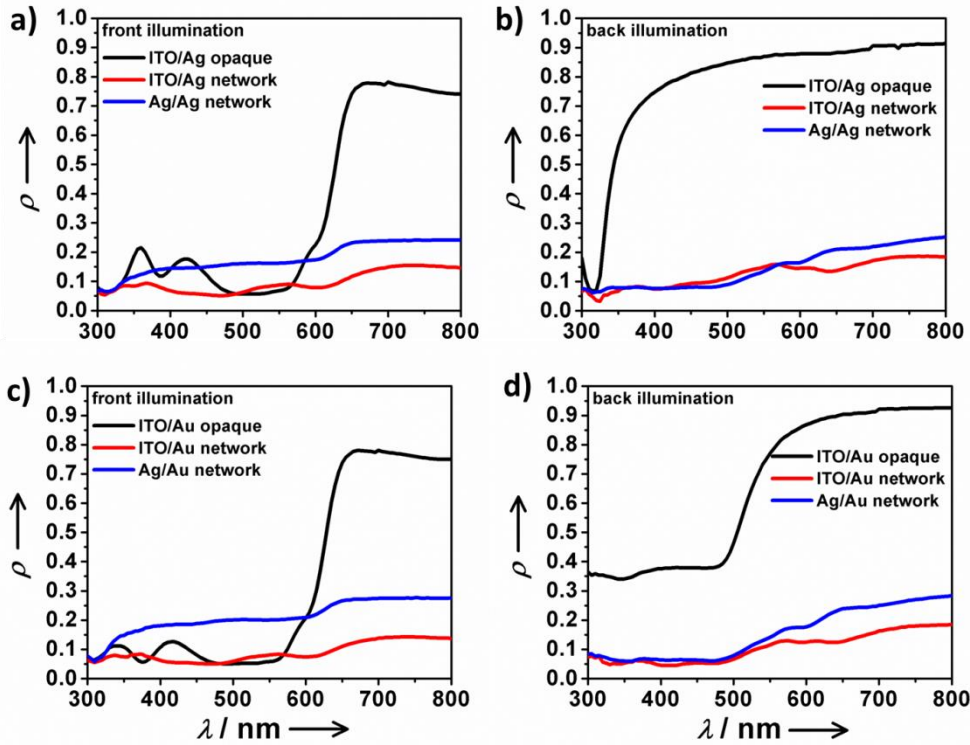 a)
front illumination
ITO/Ag opaque
ITO/Ag network
Ag/Ag network
1.0
0.9
0.8
0.7
0.6
0.5
0.4
0.3
0.2
0.1
0.0
ρ
300 400 500 600 700 800
b)
back illumination
ITO/Ag opaque
ITO/Ag network
Ag/Ag network
1.0
0.9
0.8
0.7
0.6
0.5
0.4
0.3
0.2
0.1
0.0
ρ
300 400 500 600 700 800
c)
front illumination
ITO/Au opaque
ITO/Au network
Ag/Au network
1.0
0.9
0.8
0.7
0.6
0.5
0.4
0.3
0.2
0.1
0.0
ρ
300 400 500 600 700 800
λ / nm
d)
back illumination
ITO/Au opaque
ITO/Au network
Ag/Au network
1.0
0.9
0.8
0.7
0.6
0.5
0.4
0.3
0.2
0.1
0.0
ρ
300 400 500 600 700 800
λ / nm